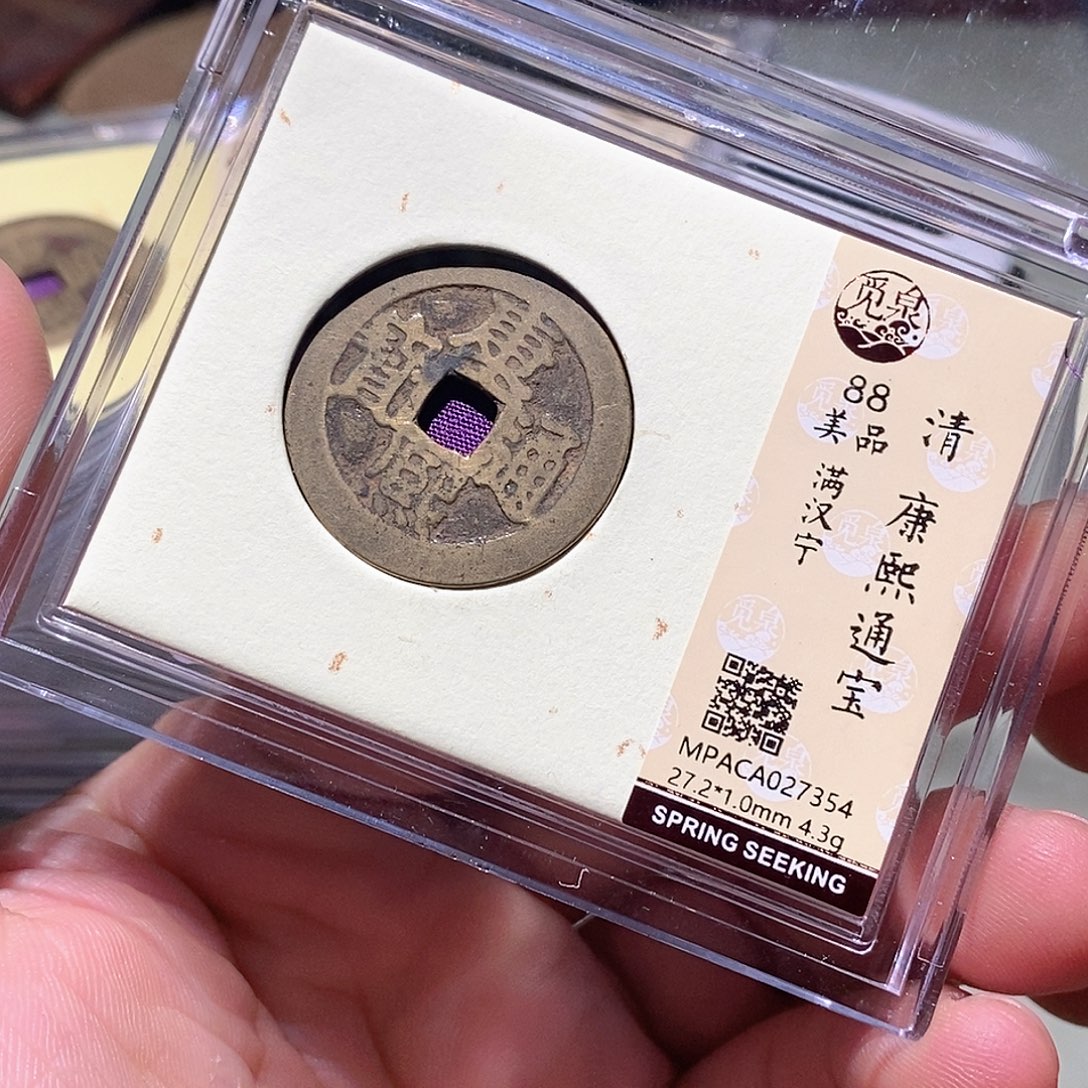 觅泉
清 康熙通宝
88
美品
满汉宁
MPACA027354
27.2*1.0mm 4.3g
SPRING SEEKING